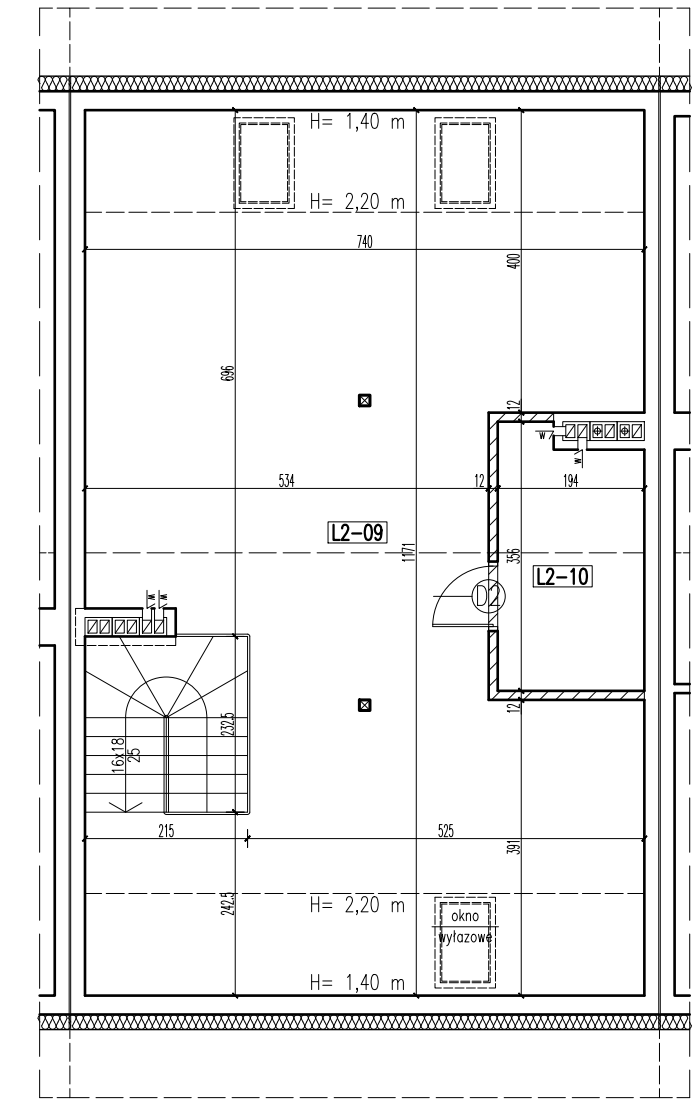 H= 1,40 m
H= 2,20 m
740
400
696
12
w
w
534
12
194
L2-09
1171
356
L2-10
D2
w
w
12
232.5
16x18
25
215
525
391
242.5
H= 2,20 m
okno
wyłazowe
H= 1,40 m